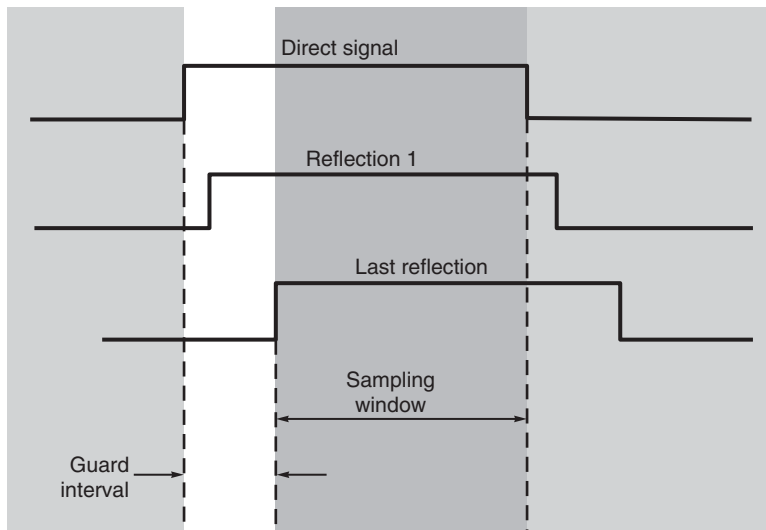 Direct signal
Reflection 1
Last reflection
Sampling
window
Guard
interval